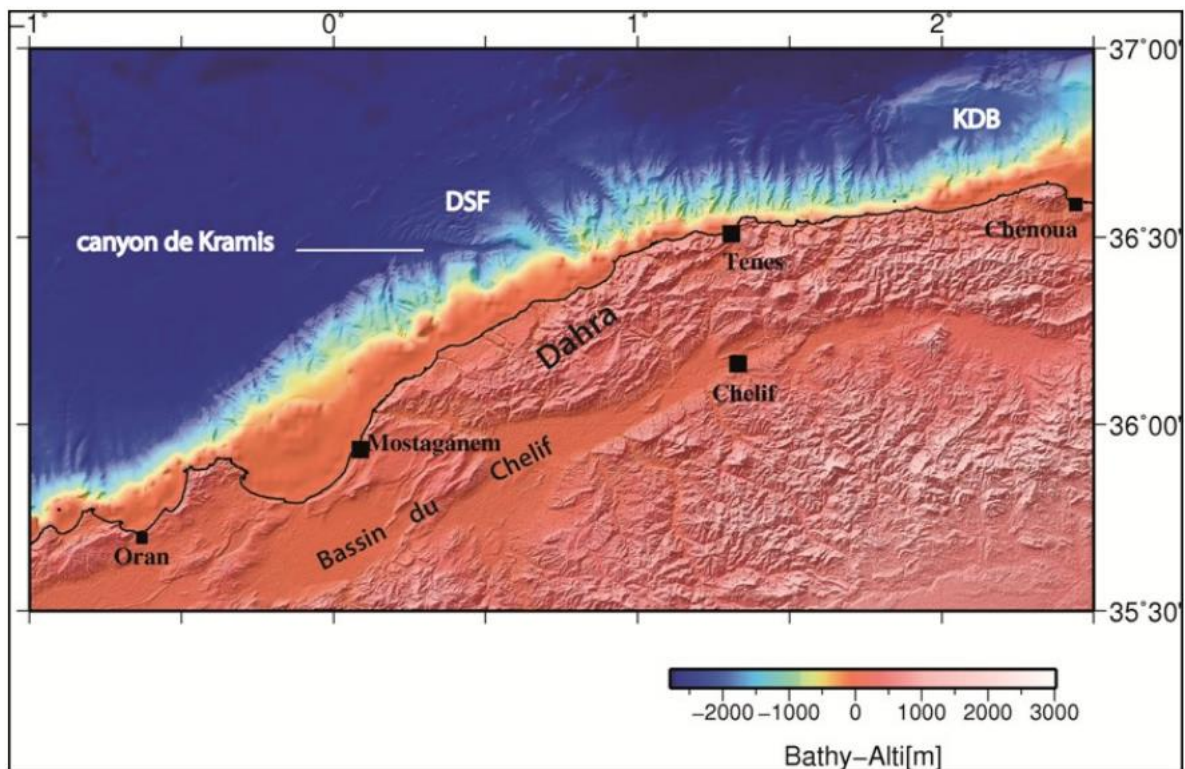 −1° 0° 1° 2°
37°00'
KDB
DSF
canyon de Kramis
36°30'
Chenoua
Tenes
Dahra
Chelif
Mostaganem
36°00'
Bassin du Chelif
Oran
35°30'
−2000 −1000 0 1000 2000 3000
Bathy−Alti[m]